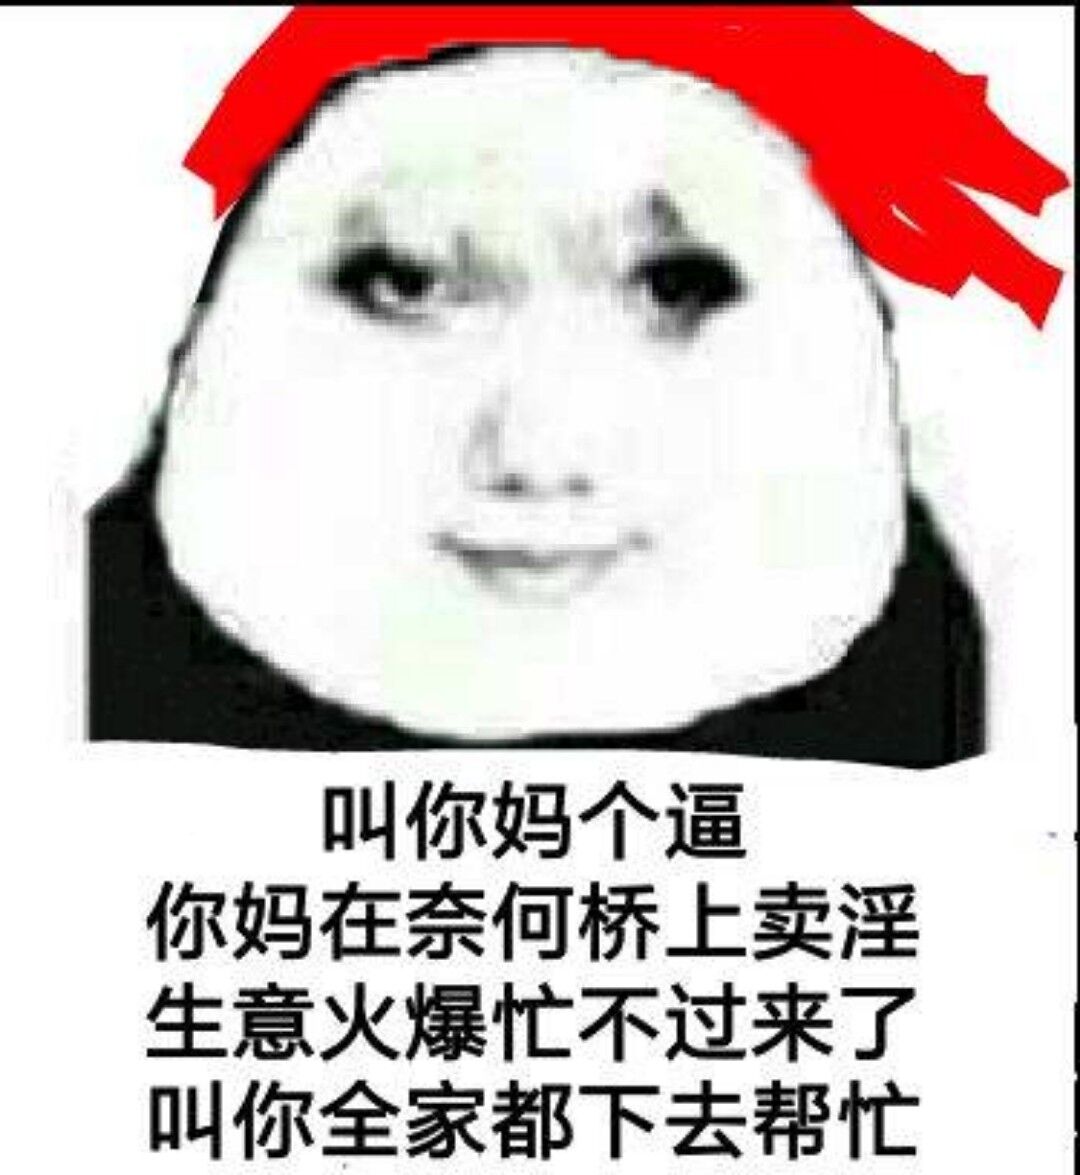 叫你妈个逼
你妈在奈何桥上卖淫
生意火爆忙不过来了
叫你全家都下去帮忙